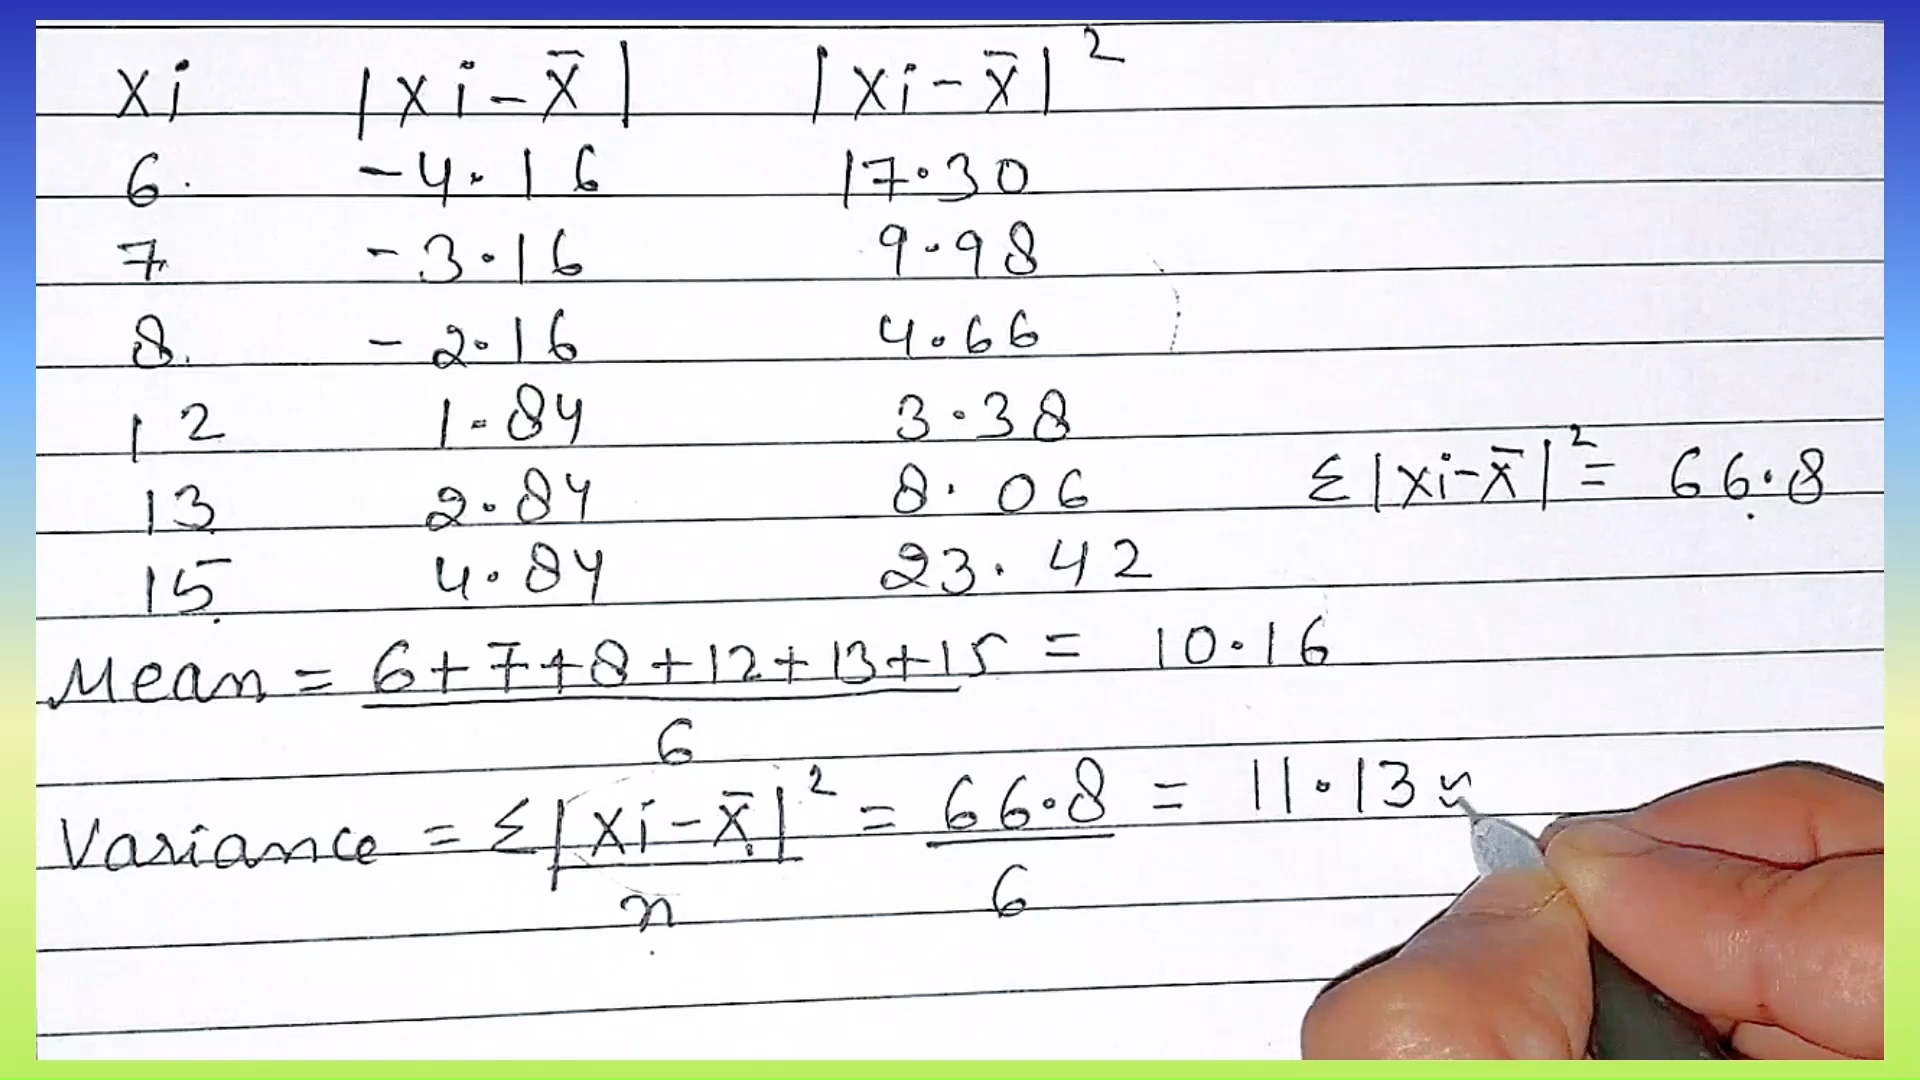 xi |xi-x̄| |xi-x̄|²
6. -4.16 17.30
7 -3.16 9.98
8. -2.16 4.66
12 1.84 3.38
13 2.84 8.06
Σ|xi-x̄|² = 66.8
15 4.84 23.42
Mean = 6+7+8+12+13+15 = 10.16
6
Variance = Σ|xi-x̄|² = 66.8 = 11.13
n 6